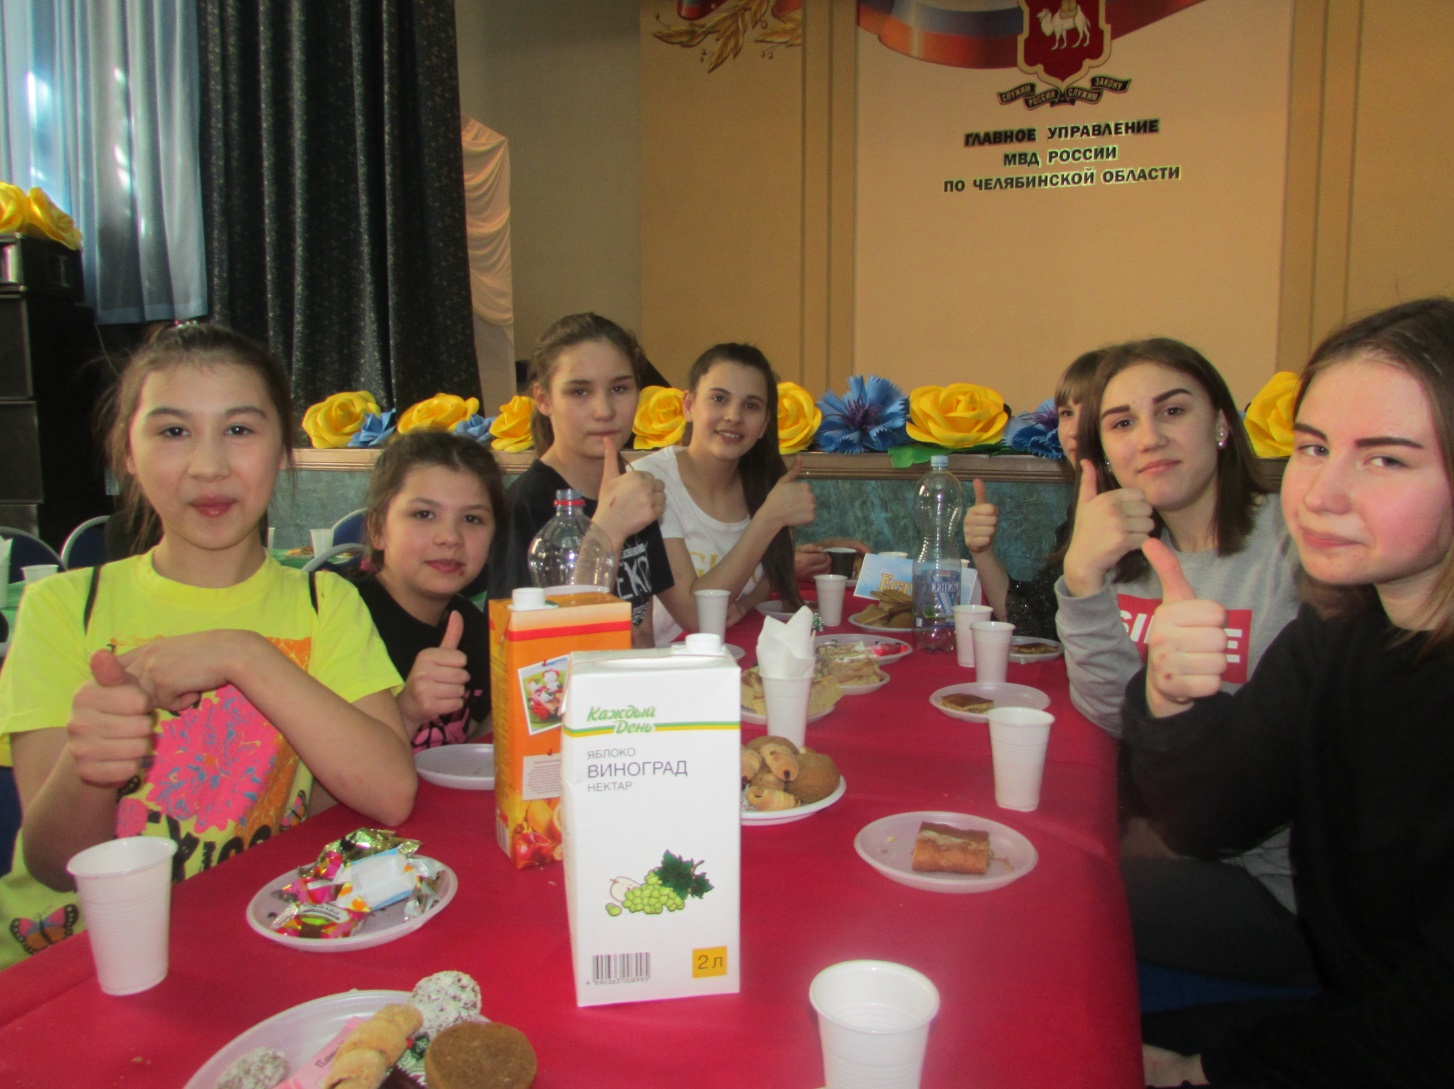 СЛУЖИМ
РОССИИ
СЛУЖИМ
ЗАКОНУ
ГЛАВНОЕ УПРАВЛЕНИЕ
МВД РОССИИ
ПО ЧЕЛЯБИНСКОЙ ОБЛАСТИ
Каждый
День
ЯБЛОКО
ВИНОГРАД
НЕКТАР
2 л